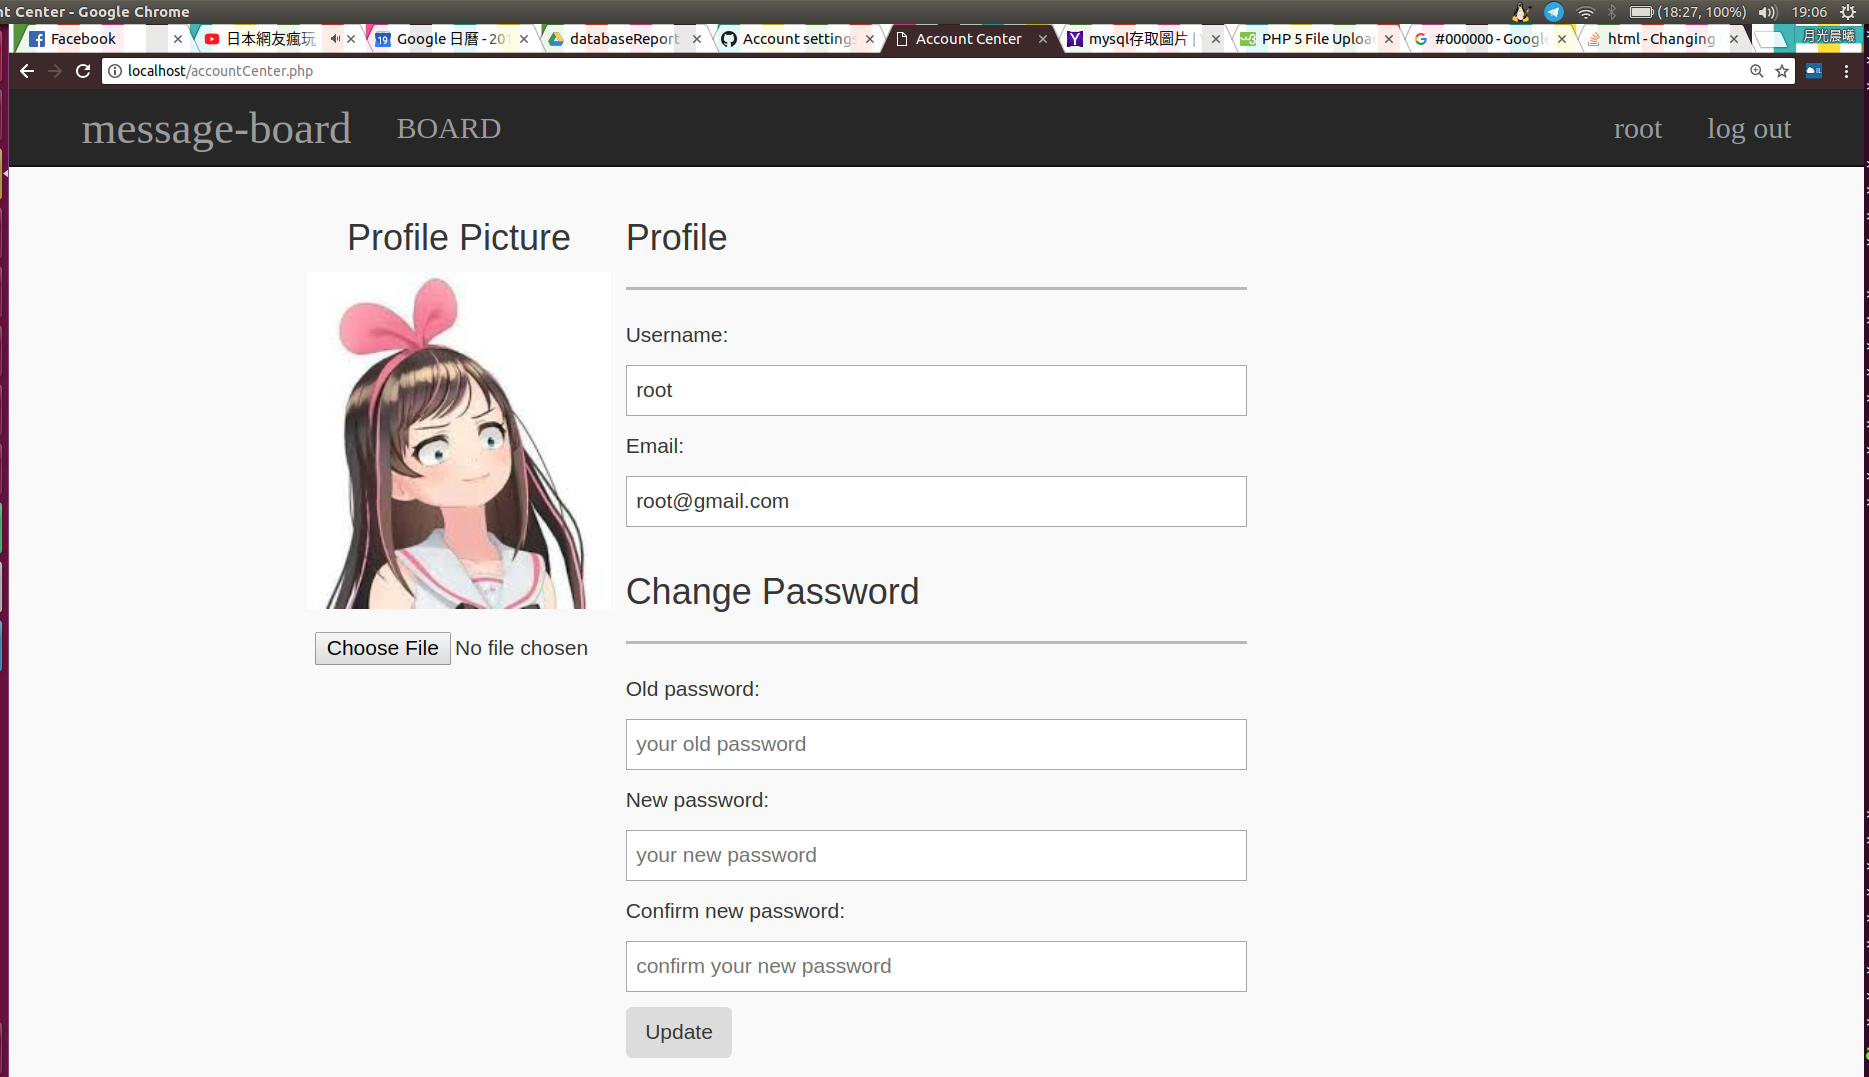 nt Center - Google Chrome
(18:27, 100%)
19:06
Facebook
日本網友瘋玩
Google 日曆 - 201
databaseReport
Account settings
Account Center
mysql存取圖片 |
PHP 5 File Uploa
#000000 - Google
html - Changing
月光晨曦
localhost/accountCenter.php
message-board
BOARD
root
log out
Profile Picture
Profile
Username:
root
Email:
root@gmail.com
Change Password
Choose File
No file chosen
Old password:
your old password
New password:
your new password
Confirm new password:
confirm your new password
Update